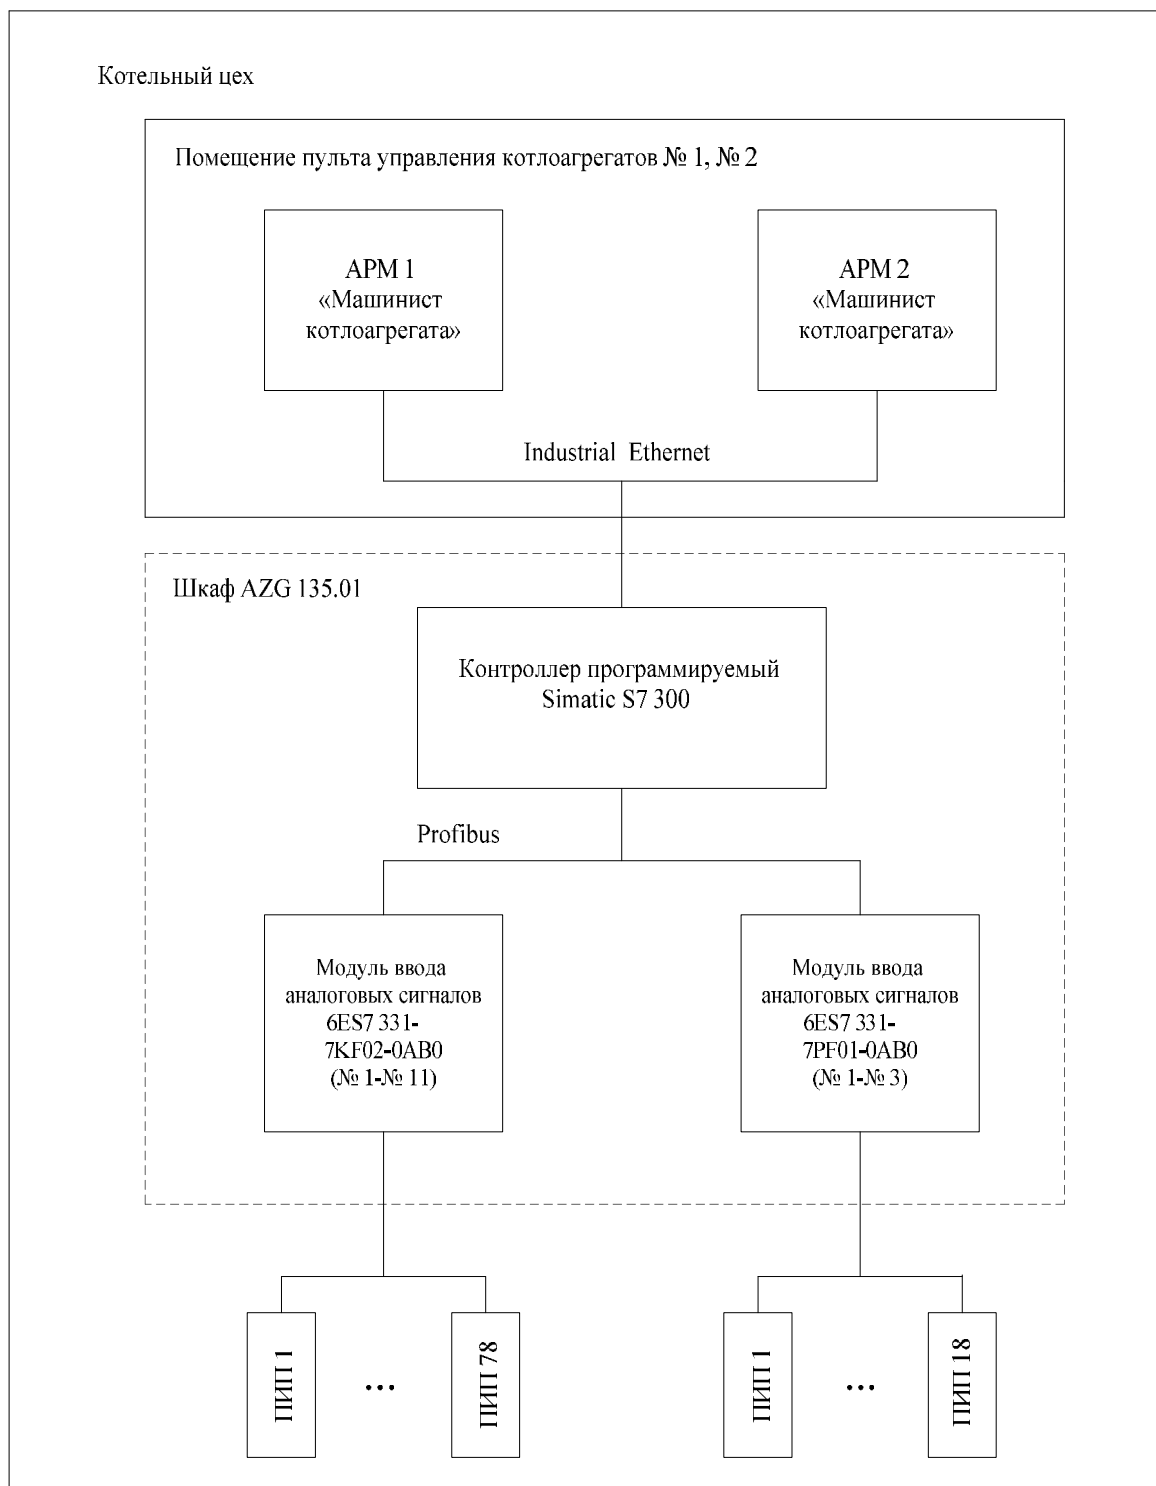 Котельный цех
Помещение пульта управления котлоагрегатов № 1, № 2
АРМ 1
«Машинист
котлоагрегата»
АРМ 2
«Машинист
котлоагрегата»
Industrial Ethernet
Шкаф AZG 135.01
Контроллер программируемый
Simatic S7 300
Profibus
Модуль ввода
аналоговых сигналов
6ES7 331-
7KF02-0AB0
(№ 1-№ 11)
Модуль ввода
аналоговых сигналов
6ES7 331-
7PF01-0AB0
(№ 1-№ 3)
ПИП 1
...
ПИП 78
ПИП 1
...
ПИП 18